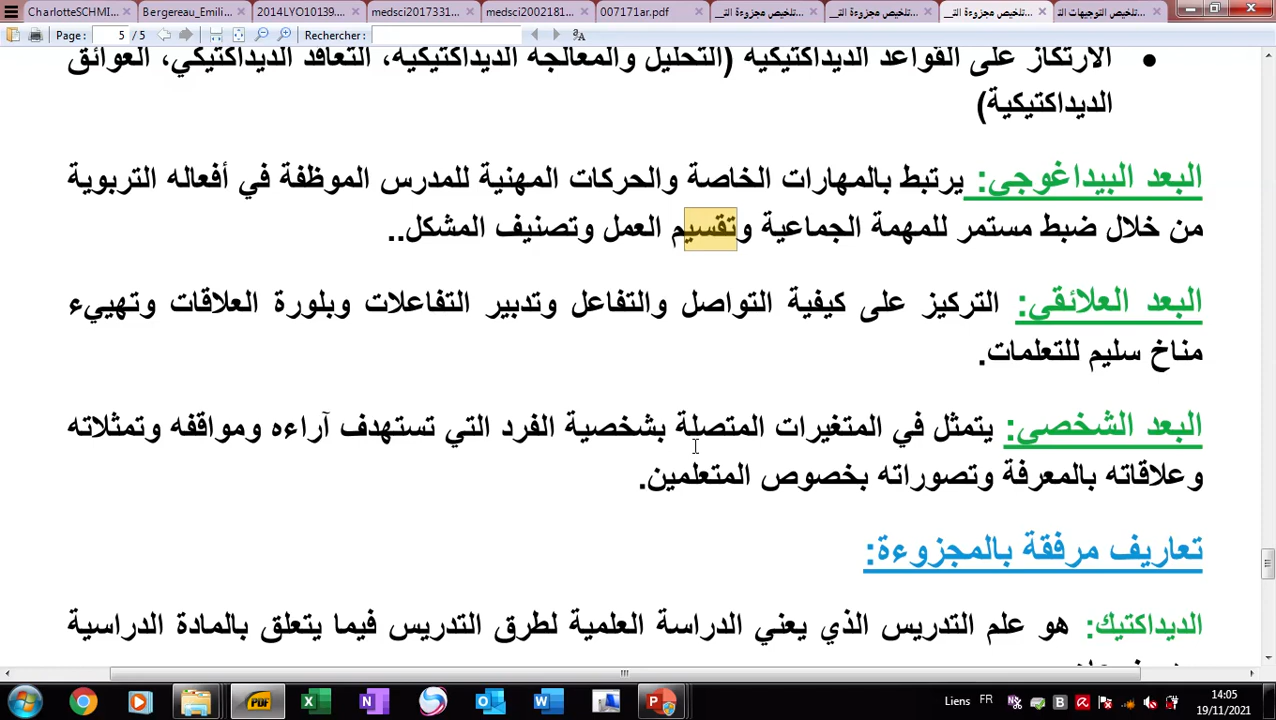 CharlotteSCHMI...
Bergereau_Emili...
2014LYO10139...
medsci2017333...
medsci2002181...
007171ar.pdf
تلخيص مجزوءة الت...
تلخيص مجزوءة الت...
تلخيص مجزوءة الت...
تلخيص التوجيهات الت...
Page : 5 / 5 Rechercher :
• الارتكاز على القواعد الديداكتيكية (التحليل والمعالجة الديداكتيكية، التعاقد الديداكتيكي، العوائق
الديداكتيكية)
البعد البيداغوجي: يرتبط بالمهارات الخاصة والحركات المهنية للمدرس الموظفة في أفعاله التربوية
من خلال ضبط مستمر للمهمة الجماعية وتقسيم العمل وتصنيف المشكل..
البعد العلائقي: التركيز على كيفية التواصل والتفاعل وتدبير التفاعلات وبلورة العلاقات وتهييء
مناخ سليم للتعلمات.
البعد الشخصي: يتمثل في المتغيرات المتصلة بشخصية الفرد التي تستهدف آراءه ومواقفه وتمثلاته
وعلاقاته بالمعرفة وتصوراته بخصوص المتعلمين.
تعاريف مرفقة بالمجزوءة:
الديداكتيك: هو علم التدريس الذي يعني الدراسة العلمية لطرق التدريس فيما يتعلق بالمادة الدراسية
Liens FR 14:05
19/11/2021